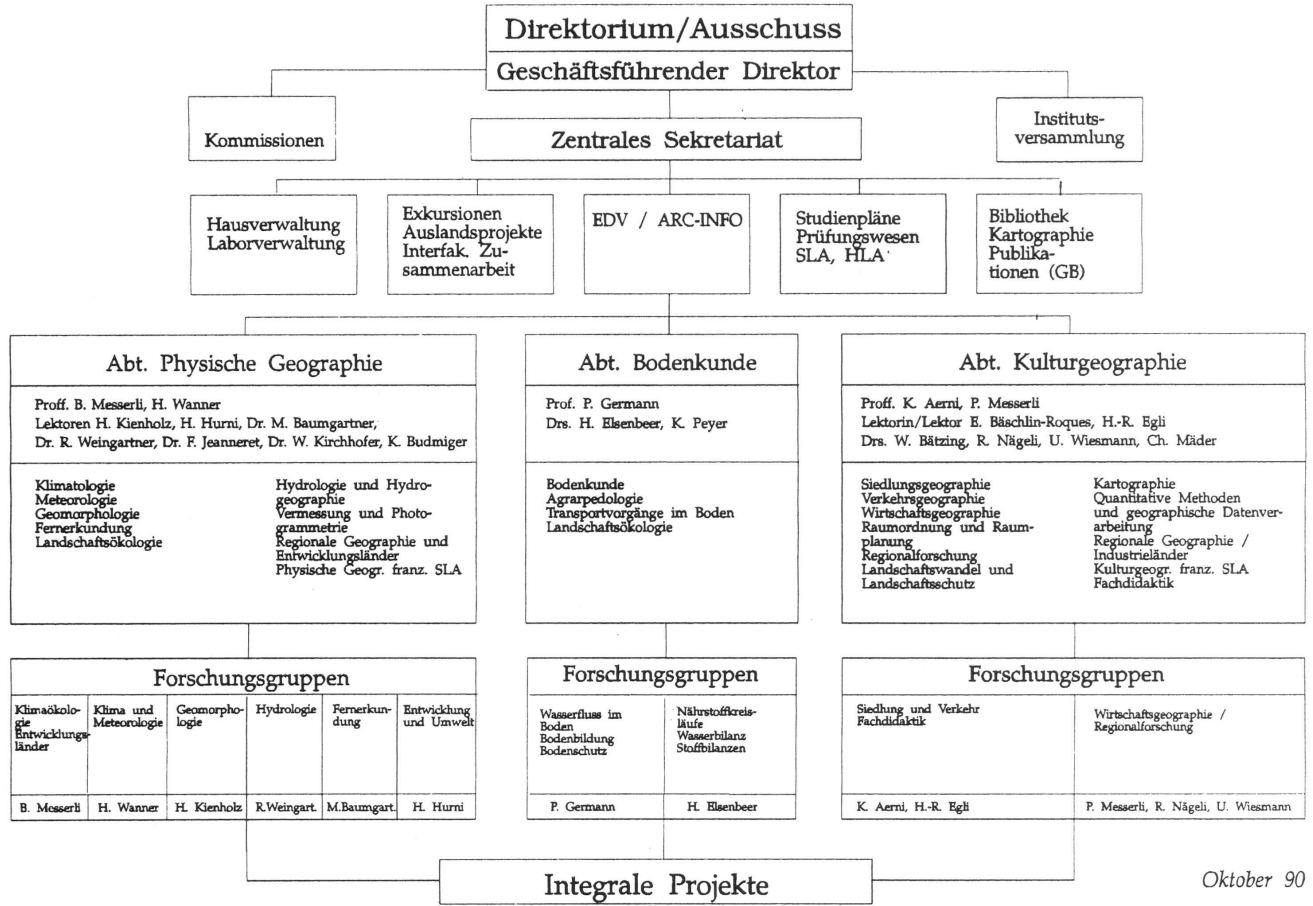 Direktorium/Ausschuss
Geschäftsführender Direktor
Kommissionen
Zentrales Sekretariat
Instituts-
versammlung
Hausverwaltung
Laborverwaltung
Exkursionen
Auslandsprojekte
Interfak. Zu-
sammenarbeit
EDV / ARC-INFO
Studienpläne
Prüfungswesen
SLA, HLA
Bibliothek
Kartographie
Publika-
tionen (GB)
Abt. Physische Geographie
Proff. B. Messerli, H. Wanner
Lektoren H. Kienholz, H. Hurni, Dr. M. Baumgartner,
Dr. R. Weingartner, Dr. F. Jeanneret, Dr. W. Kirchhofer, K. Budmiger
Klimatologie
Meteorologie
Geomorphologie
Fernerkundung
Landschaftsökologie
Hydrologie und Hydro-
geographie
Vermessung und Photo-
grammetrie
Regionale Geographie und
Entwicklungsländer
Physische Geogr. franz. SLA
Abt. Bodenkunde
Prof. P. Germann
Drs. H. Elsenbeer, K. Peyer
Bodenkunde
Agrarpedologie
Transportvorgänge im Boden
Landschaftsökologie
Abt. Kulturgeographie
Proff. K. Aerni, P. Messerli
Lektorin/Lektor E. Bäschlin-Roques, H.-R. Egli
Drs. W. Bätzing, R. Nägeli, U. Wiesmann, Ch. Mäder
Siedlungsgeographie
Verkehrsgeographie
Wirtschaftsgeographie
Raumordnung und Raum-
planung
Regionalforschung
Landschaftswandel und
Landschaftsschutz
Kartographie
Quantitative Methoden
und geographische Datenver-
arbeitung
Regionale Geographie /
Industrieländer
Kulturgeogr. franz. SLA
Fachdidaktik
Forschungsgruppen
Klimaökolo-
gie
Entwicklungs-
länder
B. Messerli
Klima und
Meteorologie
H. Wanner
Geomorpho-
logie
H. Kienholz
Hydrologie
R.Weingart.
Fernerkun-
dung
M.Baumgart.
Entwicklung
und Umwelt
H. Hurni
Forschungsgruppen
Wasserfluss im
Boden
Bodenbildung
Bodenschutz
P. Germann
Nährstoffkreis-
läufe
Wasserbilanz
Stoffbilanzen
H. Elsenbeer
Forschungsgruppen
Siedlung und Verkehr
Fachdidaktik
K. Aerni, H.-R. Egli
Wirtschaftsgeographie /
Regionalforschung
P. Messerli, R. Nägeli, U. Wiesmann
Integrale Projekte
Oktober 90